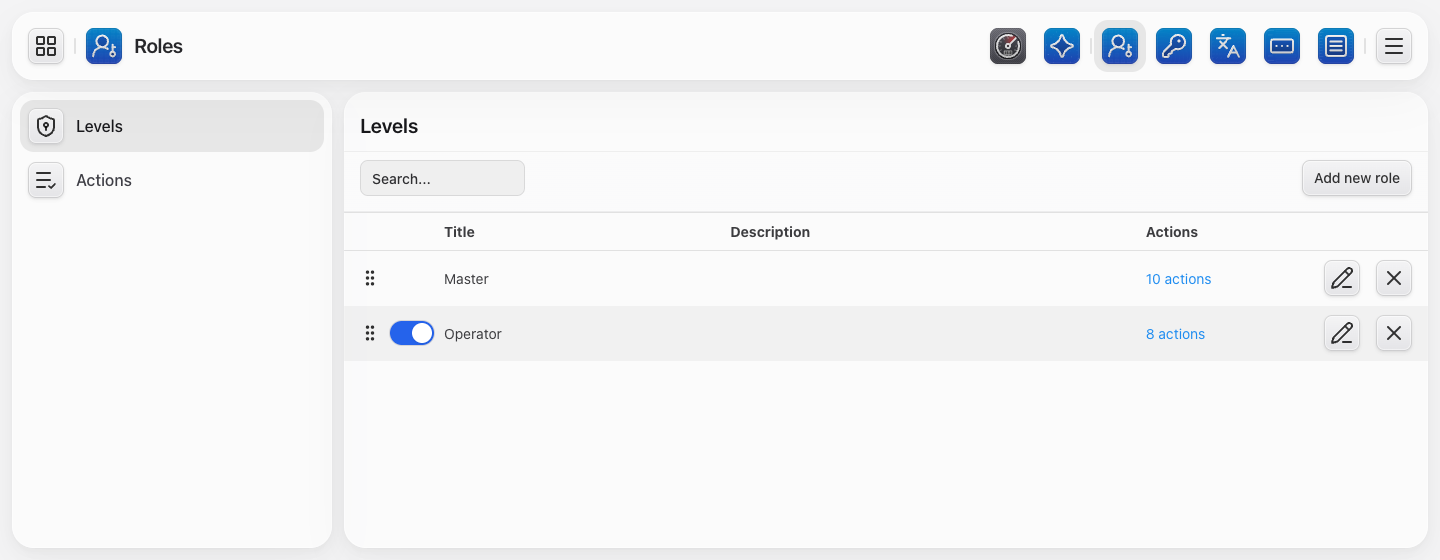 Roles
Levels
Actions
Levels
Search...
Add new role
Title Description Actions
Master 10 actions
Operator 8 actions